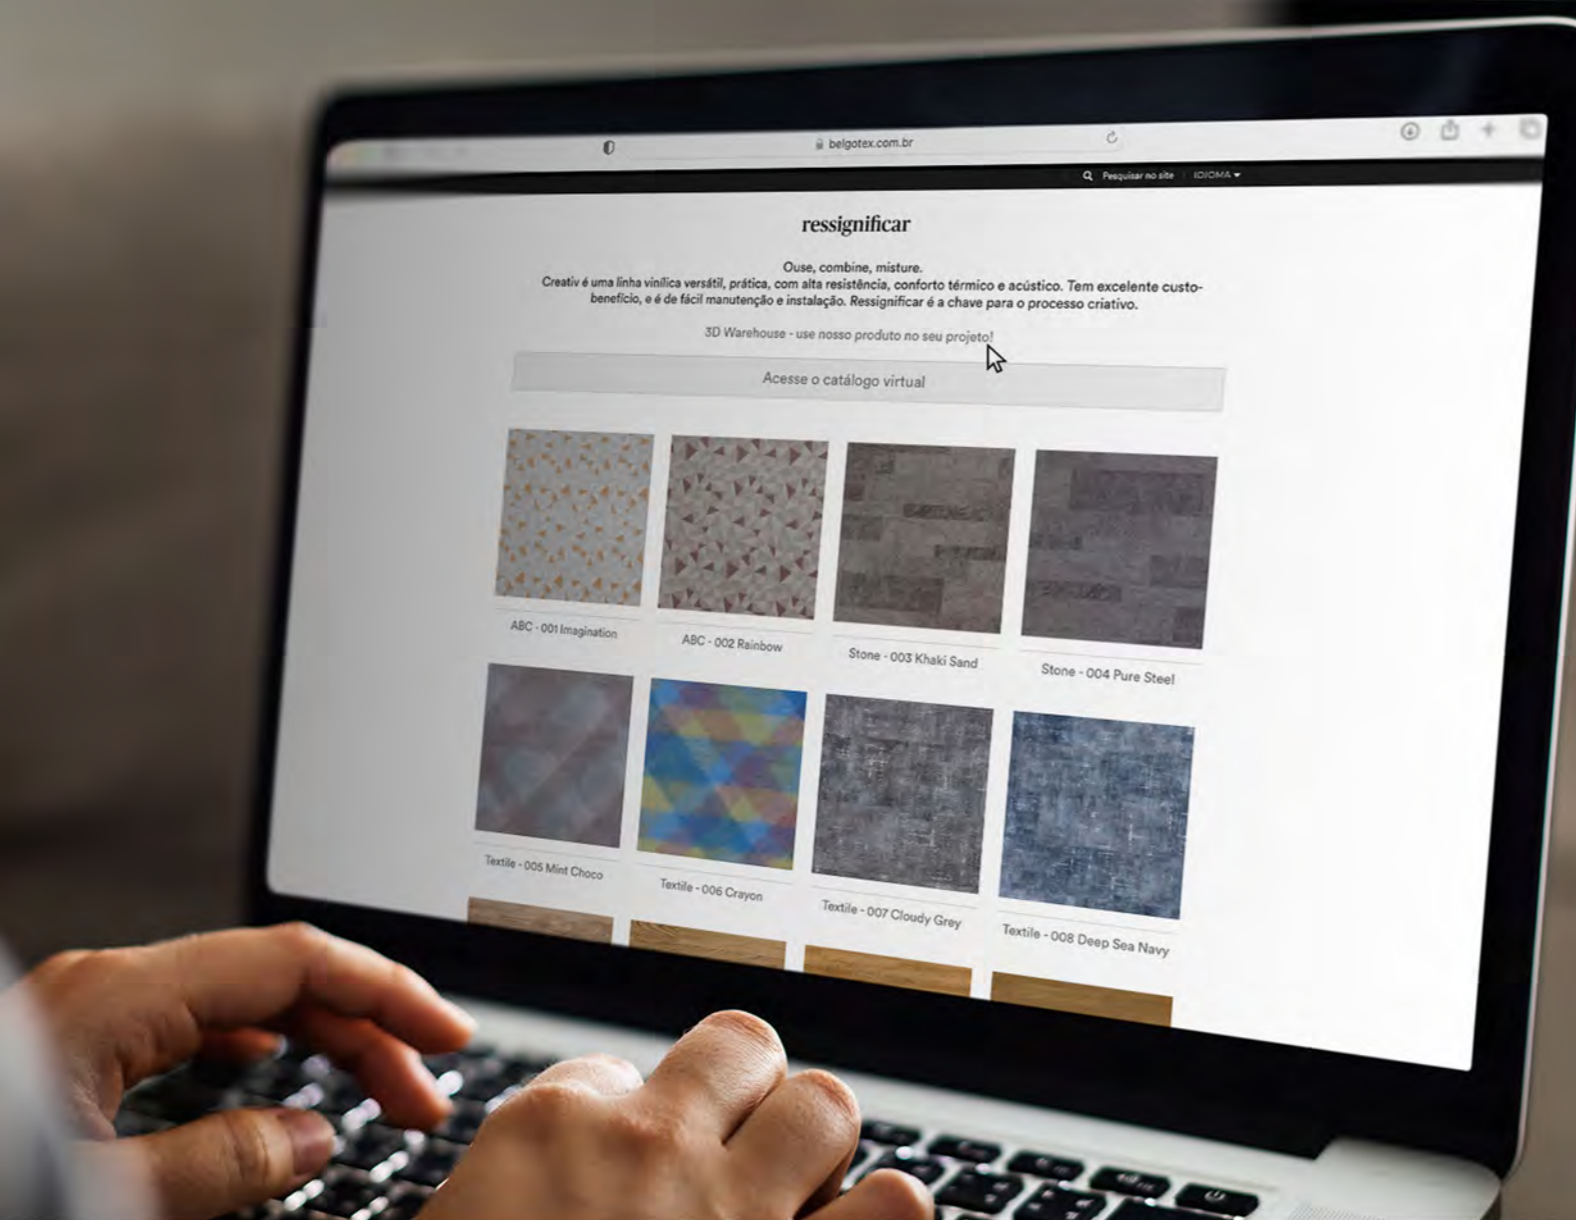 belgotex.com.br
Pesquisar no site
IDIOMA
ressignificar
Ouse, combine, misture.
Creativ é uma linha vinílica versátil, prática, com alta resistência, conforto térmico e acústico. Tem excelente custo-
benefício, e é de fácil manutenção e instalação. Ressignificar é a chave para o processo criativo.
3D Warehouse - use nosso produto no seu projeto!
Acesse o catálogo virtual
ABC - 001 Imagination
ABC - 002 Rainbow
Stone - 003 Khaki Sand
Stone - 004 Pure Steel
Textile - 005 Mint Choco
Textile - 006 Crayon
Textile - 007 Cloudy Grey
Textile - 008 Deep Sea Navy